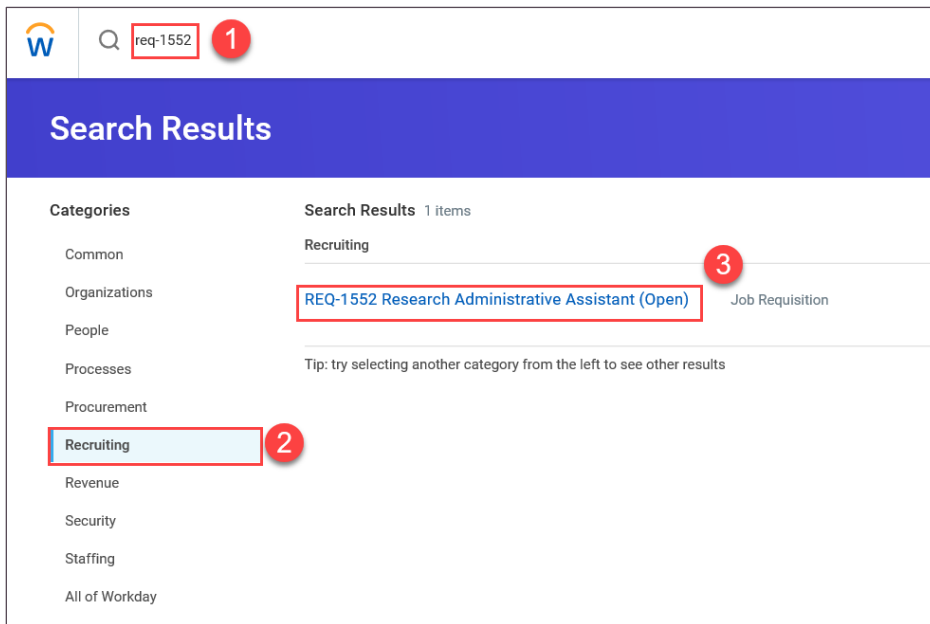 W
req-1552
1
Search Results
Categories
Common
Organizations
People
Processes
Procurement
Recruiting
2
Revenue
Security
Staffing
All of Workday
Search Results 1 items
Recruiting
3
REQ-1552 Research Administrative Assistant (Open) Job Requisition
Tip: try selecting another category from the left to see other results